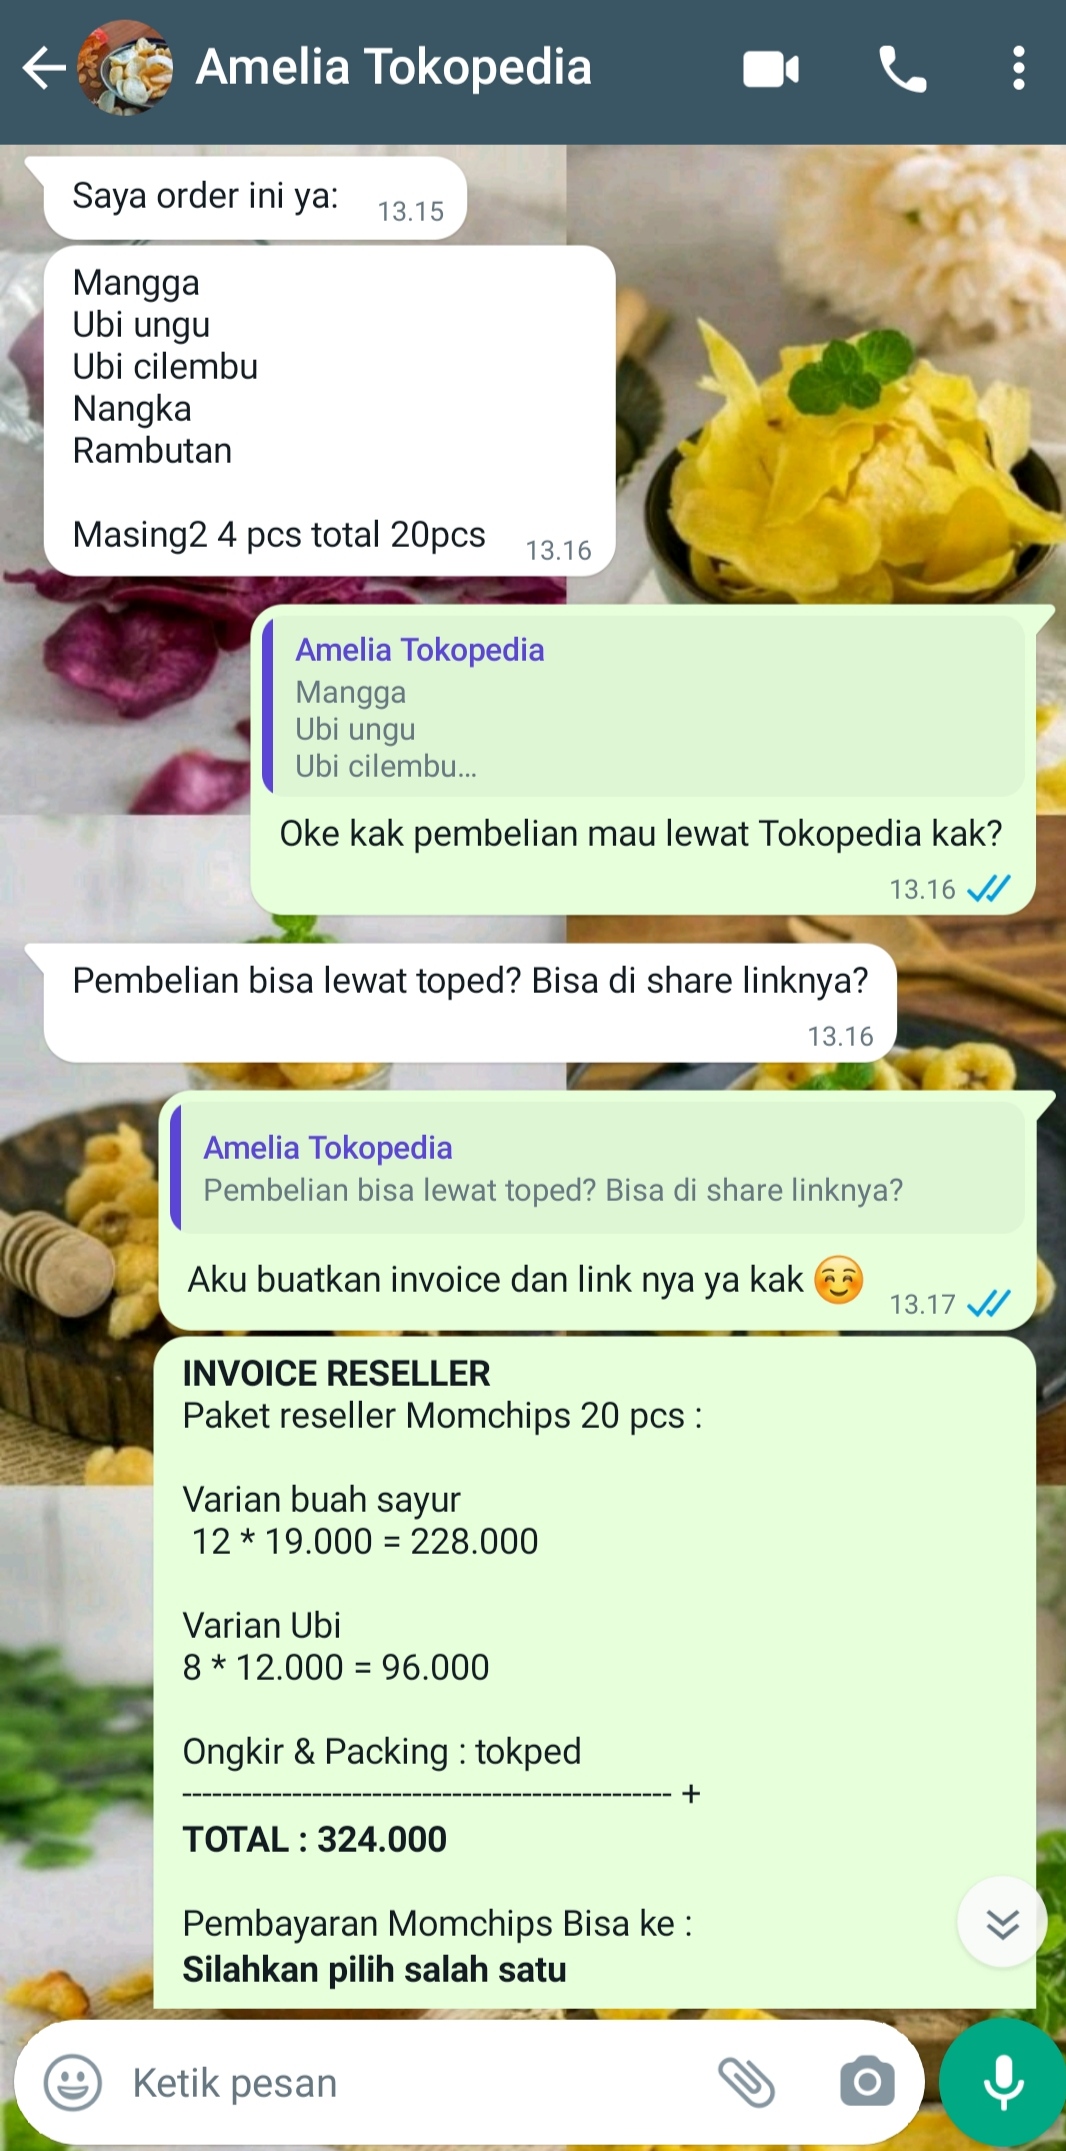 Amelia Tokopedia
Saya order ini ya:
13.15
Mangga
Ubi ungu
Ubi cilembu
Nangka
Rambutan
Masing2 4 pcs total 20pcs
13.16
Amelia Tokopedia
Mangga
Ubi ungu
Ubi cilembu...
Oke kak pembelian mau lewat Tokopedia kak?
13.16
Pembelian bisa lewat toped? Bisa di share linknya?
13.16
Amelia Tokopedia
Pembelian bisa lewat toped? Bisa di share linknya?
Aku buatkan invoice dan link nya ya kak ☺️
13.17
INVOICE RESELLER
Paket reseller Momchips 20 pcs :
Varian buah sayur
12 * 19.000 = 228.000
Varian Ubi
8 * 12.000 = 96.000
Ongkir & Packing : tokped
------------------------------------------------- +
TOTAL : 324.000
Pembayaran Momchips Bisa ke :
Silahkan pilih salah satu
Ketik pesan